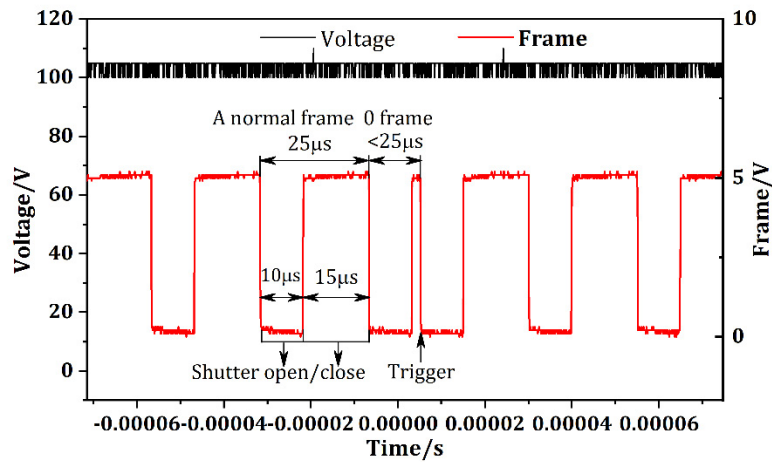 120
100
80
60
40
20
0
Voltage/V
Voltage
Frame
10
5
0
Frame/V
A normal frame 0 frame
25μs <25μs
10μs 15μs
Shutter open/close Trigger
-0.00006 -0.00004 -0.00002 0.00000 0.00002 0.00004 0.00006
Time/s